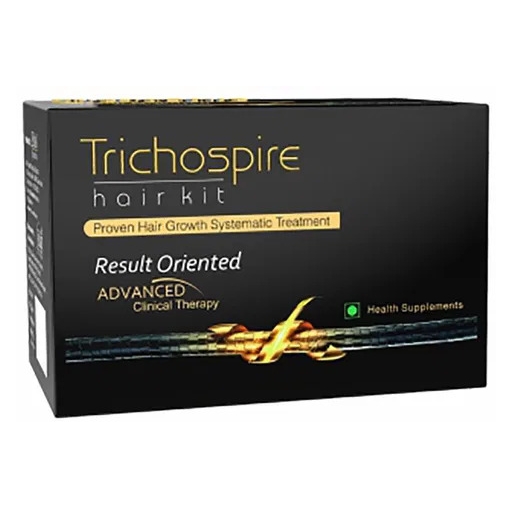 Trichospire
hair kit
Proven Hair Growth Systematic Treatment
Result Oriented
ADVANCED
Clinical Therapy
Health Supplements